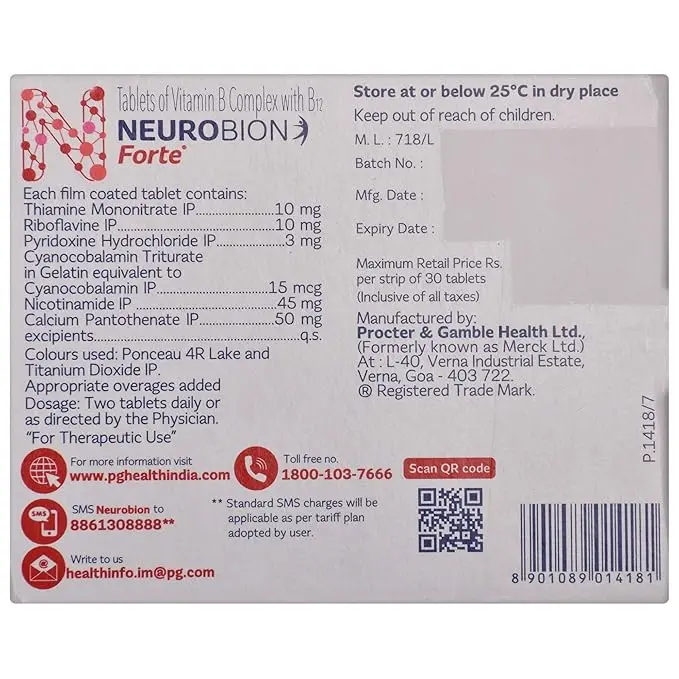 Tablets of Vitamin B Complex with B12
NEUROBION
Forte®
Each film coated tablet contains:
Thiamine Mononitrate IP....................10 mg
Riboflavine IP....................10 mg
Pyridoxine Hydrochloride IP....................3 mg
Cyanocobalamin Triturate
in Gelatin equivalent to
Cyanocobalamin IP....................15 mcg
Nicotinamide IP....................45 mg
Calcium Pantothenate IP....................50 mg
excipients....................q.s.
Colours used: Ponceau 4R Lake and
Titanium Dioxide IP.
Appropriate overages added
Dosage: Two tablets daily or
as directed by the Physician.
"For Therapeutic Use"
Store at or below 25°C in dry place
Keep out of reach of children.
M. L. : 718/L
Batch No. :
Mfg. Date :
Expiry Date :
Maximum Retail Price Rs.
per strip of 30 tablets
(Inclusive of all taxes)
Manufactured by:
Procter & Gamble Health Ltd.,
(Formerly known as Merck Ltd.)
At : L-40, Verna Industrial Estate,
Verna, Goa - 403 722.
® Registered Trade Mark.
P.1418/7
For more information visit
www.pghealthindia.com
Toll free no.
1800-103-7666
Scan QR code
SMS
SMS Neurobion to
8861308888**
** Standard SMS charges will be
applicable as per tariff plan
adopted by user.
Write to us
healthinfo.im@pg.com
8 901089 014181